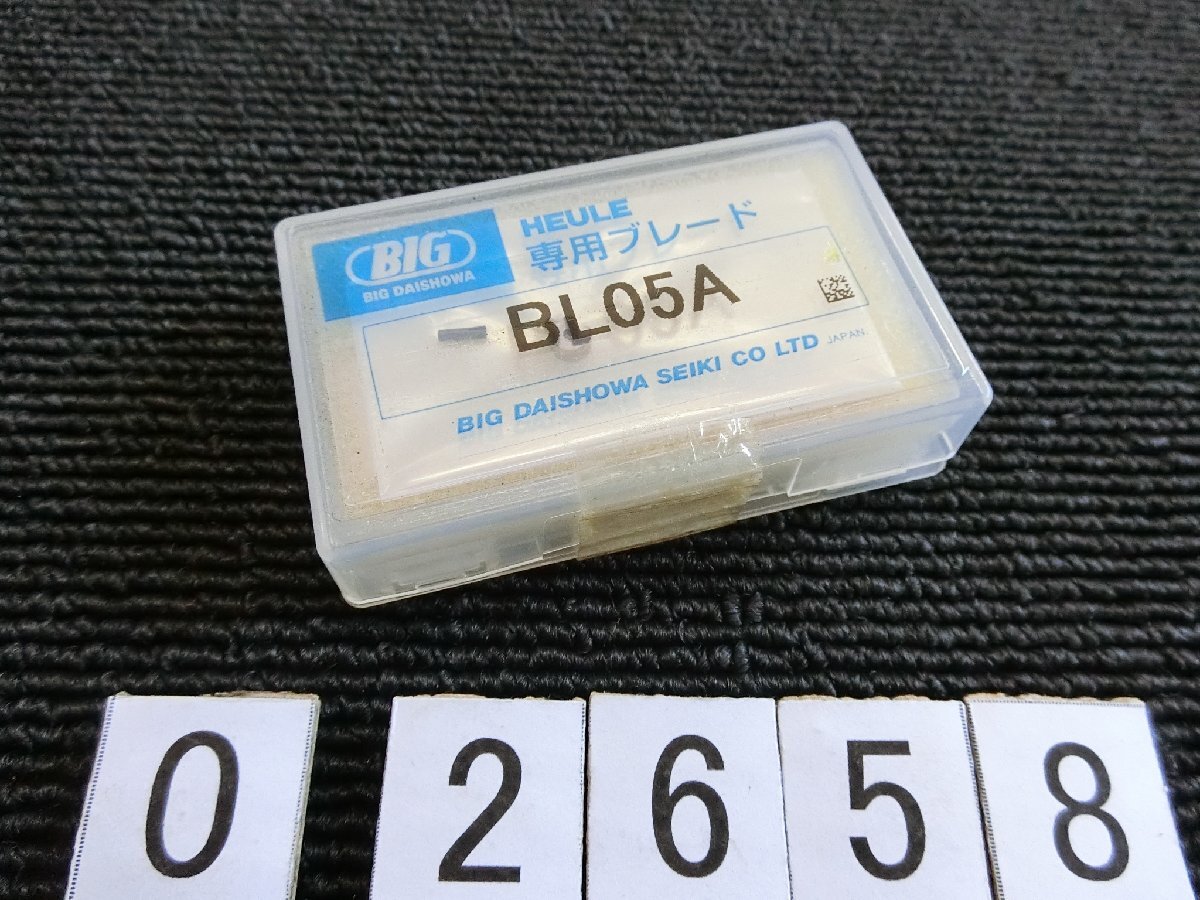 BIG
BIG DAISHOWA
HEULE
専用ブレード
BL05A
BIG DAISHOWA SEIKI CO LTD JAPAN.
0 2 6 5 8